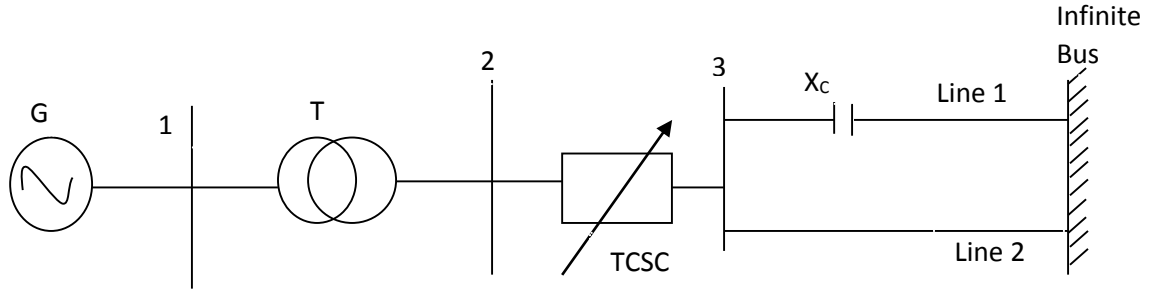 Infinite
Bus
2
3
X_C
Line 1
G
1
T
TCSC
Line 2